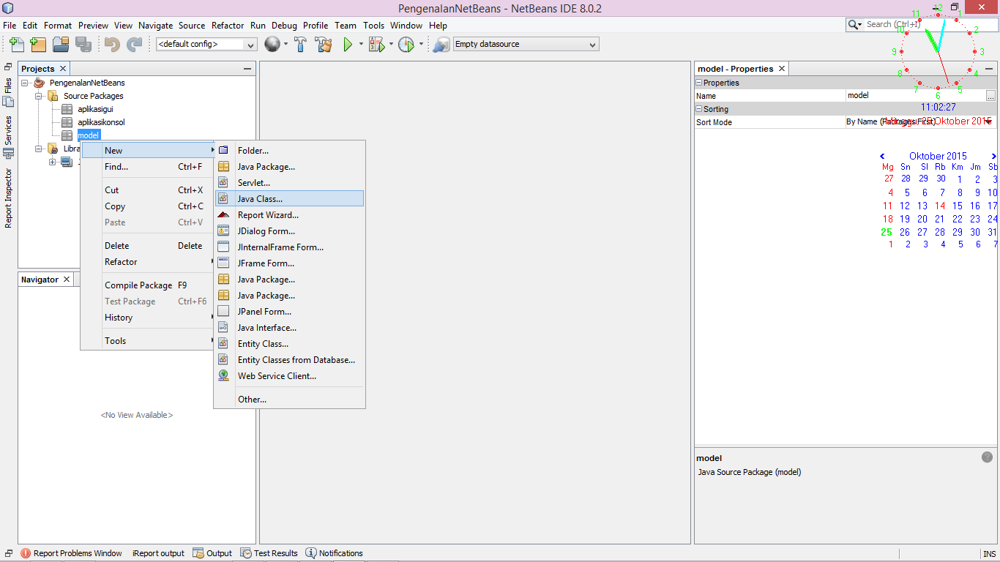 PengenalanNetBeans - NetBeans IDE 8.0.2
File Edit Format Preview View Navigate Source Refactor Run Debug Profile Team Tools Window Help
Search (Ctrl+I)
<default config>
Empty datasource
12
11 1
10 2
9 3
8 4
7 5
6
11:02:27
Minggu, 25 Oktober 2015
Files
Services
Report Inspector
Projects
PengenalanNetBeans
Source Packages
aplikasigui
aplikasikonsol
model
Libra
New
Find... Ctrl+F
Cut Ctrl+X
Copy Ctrl+C
Paste Ctrl+V
Delete Delete
Refactor
Compile Package F9
Test Package Ctrl+F6
History
Tools
Folder...
Java Package...
Servlet...
Java Class...
Report Wizard...
JDialog Form...
JInternalFrame Form...
JFrame Form...
Java Package...
Java Package...
JPanel Form...
Java Interface...
Entity Class...
Entity Classes from Database...
Web Service Client...
Other...
Navigator
<No View Available>
model - Properties
Properties
Name model ...
Sorting
Sort Mode By Name (Packages First)
Oktober 2015
Mg Sn Sl Rb Km Jm Sb
27 28 29 30 1 2 3
4 5 6 7 8 9 10
11 12 13 14 15 16 17
18 19 20 21 22 23 24
25 26 27 28 29 30 31
1 2 3 4 5 6 7
model
Java Source Package (model)
Report Problems Window iReport output Output Test Results Notifications
INS